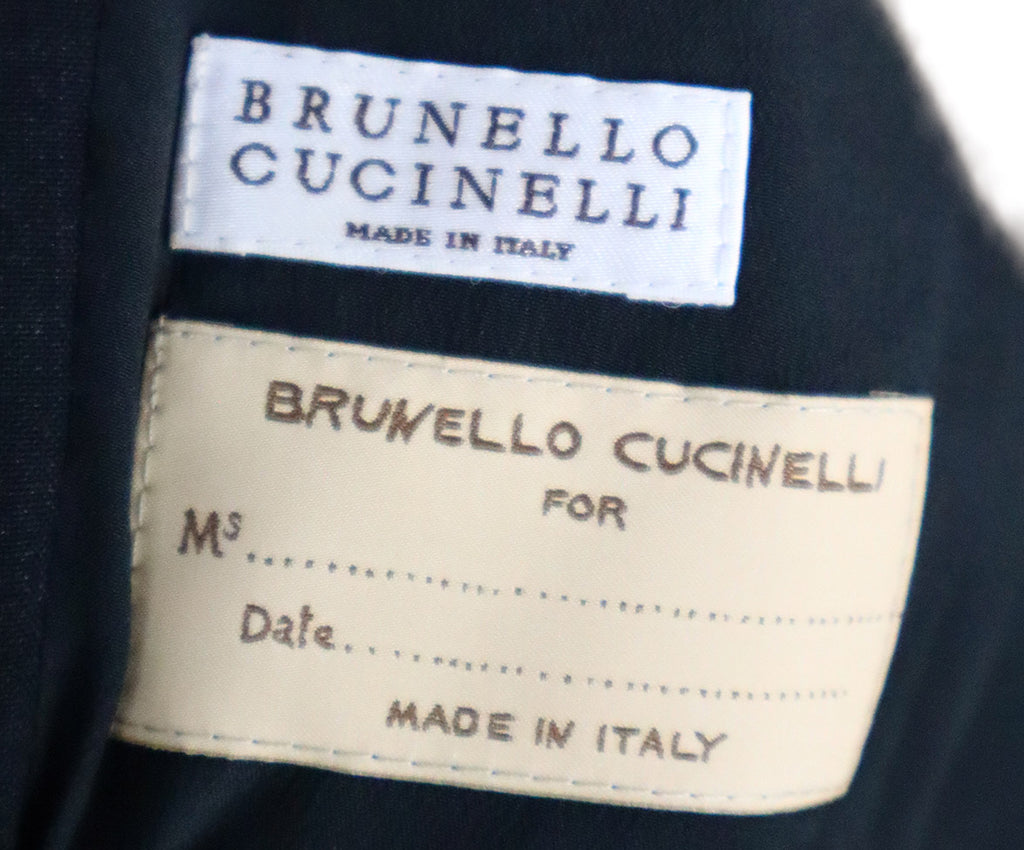 BRUNELLO
CUCINELLI
MADE IN ITALY
BRUNELLO CUCINELLI
FOR
Ms..........................................
Date..............................
MADE IN ITALY